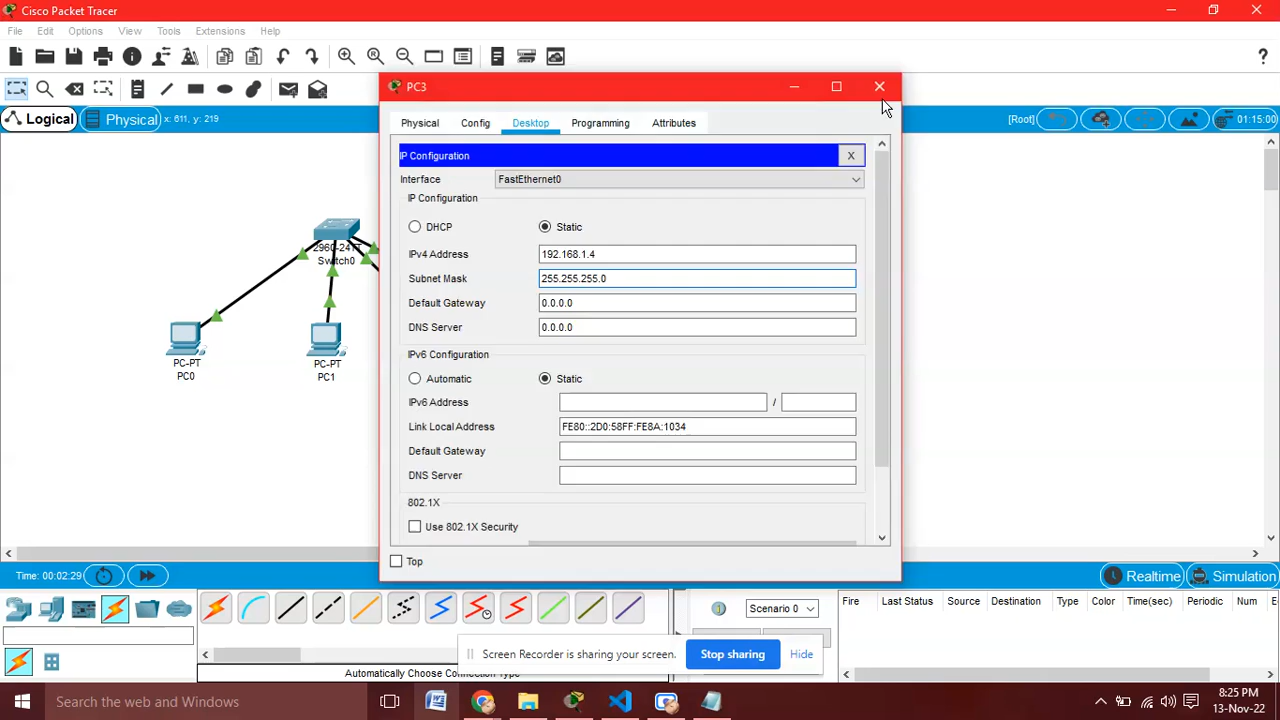 Cisco Packet Tracer
File Edit Options View Tools Extensions Help
Logical
Physical
x: 611, y: 219
[Root]
01:15:00
PC3
Physical Config Desktop Programming Attributes
IP Configuration
X
Interface FastEthernet0
IP Configuration
DHCP Static
IPv4 Address 192.168.1.4
Subnet Mask 255.255.255.0
Default Gateway 0.0.0.0
DNS Server 0.0.0.0
IPv6 Configuration
Automatic Static
IPv6 Address /
Link Local Address FE80::2D0:58FF:FE8A:1034
Default Gateway
DNS Server
802.1X
Use 802.1X Security
Top
Switch0
PC-PT
PC0
PC-PT
PC1
Time: 00:02:29
Realtime Simulation
Scenario 0
Fire Last Status Source Destination Type Color Time(sec) Periodic Num E
Automatically Choose Connection Type
Screen Recorder is sharing your screen. Stop sharing Hide
Search the web and Windows
8:25 PM
13-Nov-22